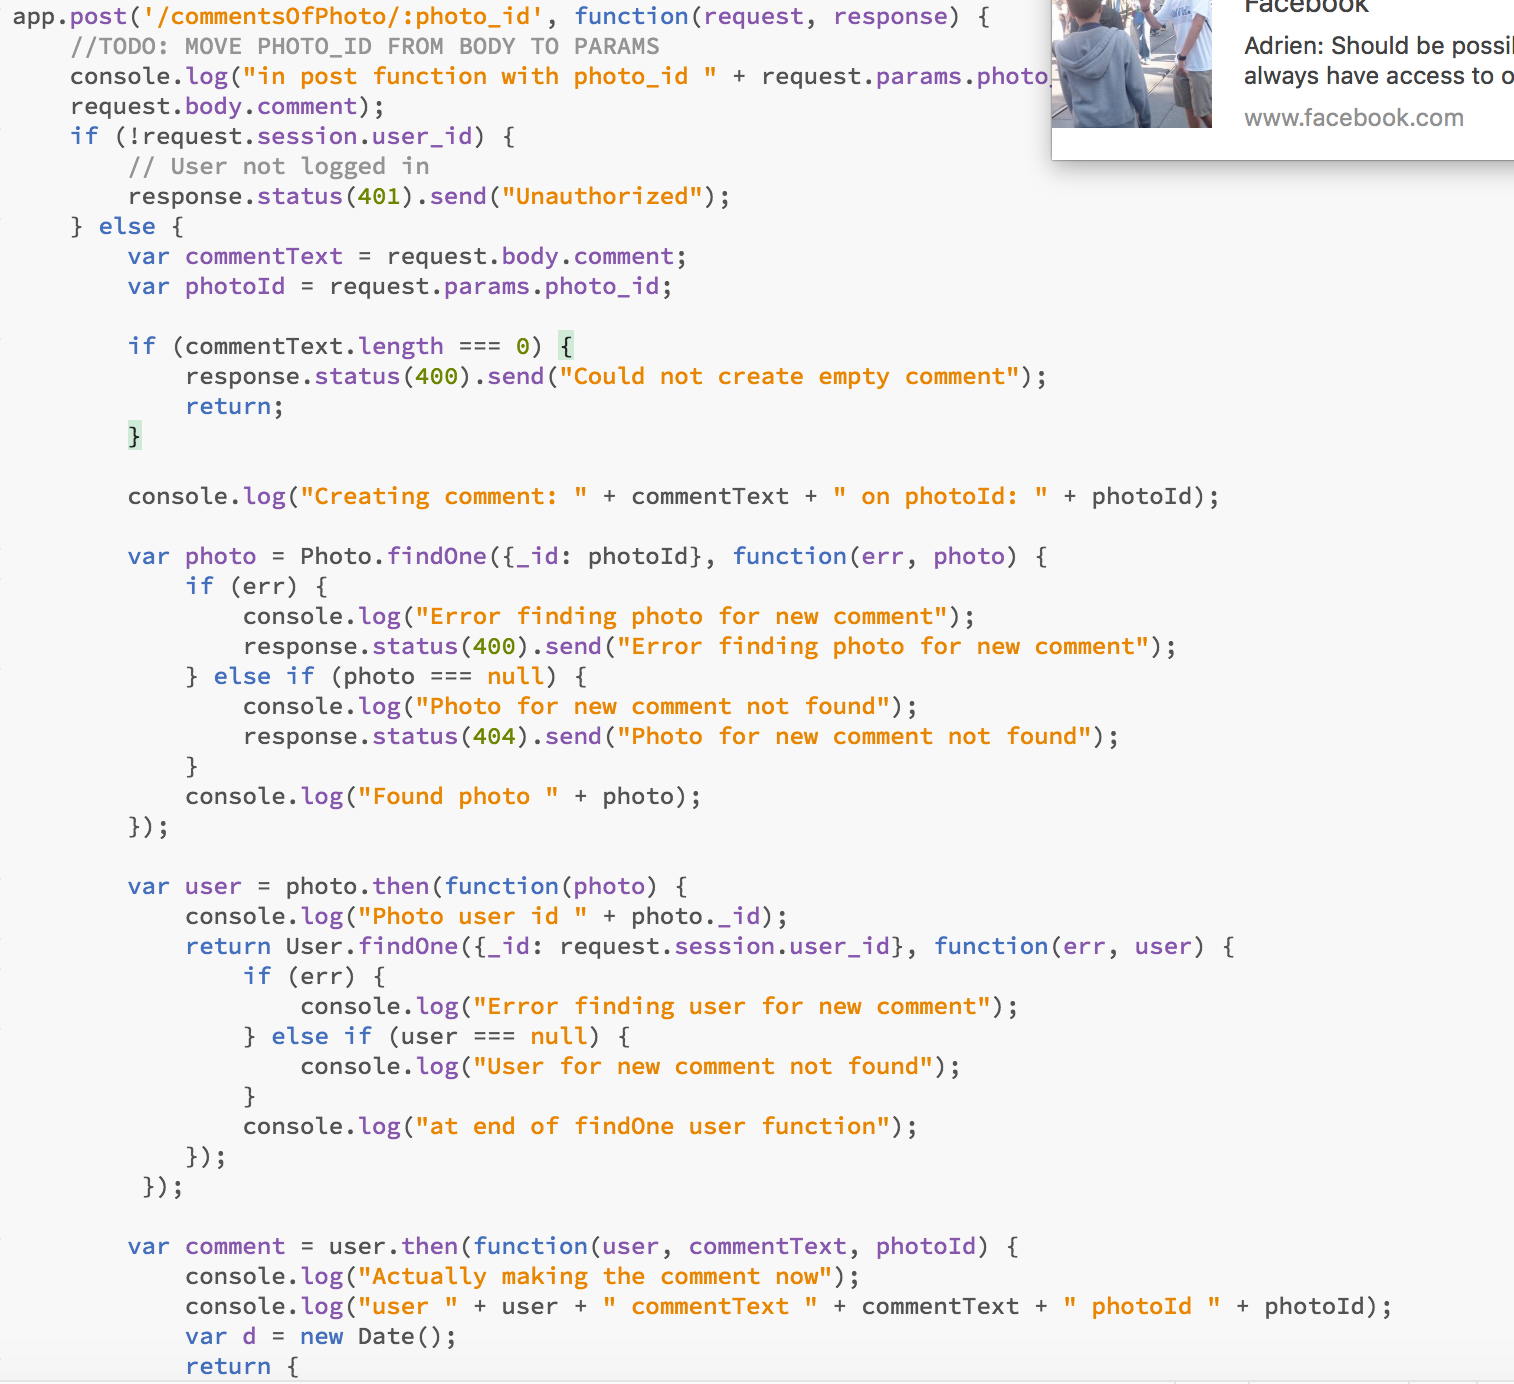 app.post('/commentsOfPhoto/:photo_id', function(request, response) {
//TODO: MOVE PHOTO_ID FROM BODY TO PARAMS
console.log("in post function with photo_id " + request.params.photo_
request.body.comment);
if (!request.session.user_id) {
// User not logged in
response.status(401).send("Unauthorized");
} else {
var commentText = request.body.comment;
var photoId = request.params.photo_id;
if (commentText.length === 0) {
response.status(400).send("Could not create empty comment");
return;
}
console.log("Creating comment: " + commentText + " on photoId: " + photoId);
var photo = Photo.findOne({_id: photoId}, function(err, photo) {
if (err) {
console.log("Error finding photo for new comment");
response.status(400).send("Error finding photo for new comment");
} else if (photo === null) {
console.log("Photo for new comment not found");
response.status(404).send("Photo for new comment not found");
}
console.log("Found photo " + photo);
});
var user = photo.then(function(photo) {
console.log("Photo user id " + photo._id);
return User.findOne({_id: request.session.user_id}, function(err, user) {
if (err) {
console.log("Error finding user for new comment");
} else if (user === null) {
console.log("User for new comment not found");
}
console.log("at end of findOne user function");
});
});
var comment = user.then(function(user, commentText, photoId) {
console.log("Actually making the comment now");
console.log("user " + user + " commentText " + commentText + " photoId " + photoId);
var d = new Date();
return {
Facebook
Adrien: Should be possi
always have access to o
www.facebook.com